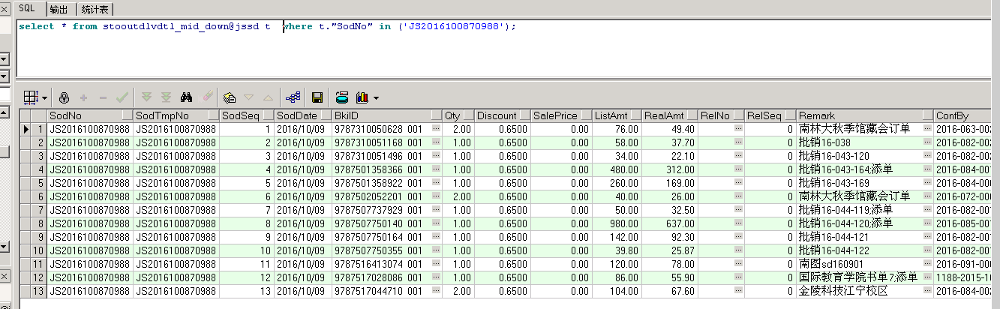 SQL 输出 统计表
select * from stooutdlvdtl_mid_down@jssd t where t."SodNo" in ('JS2016100870988');
SodNo SodTmpNo SodSeq SodDate BkiID Qty Discount SalePrice ListAmt RealAmt RelNo RelSeq Remark ConfBy
1 JS2016100870988 JS2016100870988 1 2016/10/09 9787310050628 001 ... 2.00 0.6500 0.00 76.00 49.40 ... 0 南林大秋季馆藏会订单 ... 2016-063-002
2 JS2016100870988 JS2016100870988 2 2016/10/09 9787310051168 001 ... 1.00 0.6500 0.00 58.00 37.70 ... 0 批销16-038 ... 2016-082-002
3 JS2016100870988 JS2016100870988 3 2016/10/09 9787310051496 001 ... 1.00 0.6500 0.00 34.00 22.10 ... 0 批销16-043-120 ... 2016-082-002
4 JS2016100870988 JS2016100870988 4 2016/10/09 9787501358366 001 ... 1.00 0.6500 0.00 480.00 312.00 ... 0 批销16-043-164;添单 ... 2016-084-001
5 JS2016100870988 JS2016100870988 5 2016/10/09 9787501358922 001 ... 1.00 0.6500 0.00 260.00 169.00 ... 0 批销16-043-169 ... 2016-084-00
6 JS2016100870988 JS2016100870988 6 2016/10/09 9787502052201 001 ... 2.00 0.6500 0.00 40.00 26.00 ... 0 南林大秋季馆藏会订单 ... 2016-072-00
7 JS2016100870988 JS2016100870988 7 2016/10/09 9787507737929 001 ... 1.00 0.6500 0.00 50.00 32.50 ... 0 批销16-044-119;添单 ... 2016-082-00
8 JS2016100870988 JS2016100870988 8 2016/10/09 9787507750140 001 ... 1.00 0.6500 0.00 980.00 637.00 ... 0 批销16-044-120;添单 ... 2016-085-00
9 JS2016100870988 JS2016100870988 9 2016/10/09 9787507750164 001 ... 1.00 0.6500 0.00 142.00 92.30 ... 0 批销16-044-121 ... 2016-082-00
10 JS2016100870988 JS2016100870988 10 2016/10/09 9787507750355 001 ... 1.00 0.6500 0.00 39.80 25.87 ... 0 批销16-044-122 ... 2016-082-00
11 JS2016100870988 JS2016100870988 11 2016/10/09 9787516413074 001 ... 1.00 0.6500 0.00 120.00 78.00 ... 0 南图sd160901 ... 2016-091-00
12 JS2016100870988 JS2016100870988 12 2016/10/09 9787517028086 001 ... 1.00 0.6500 0.00 86.00 55.90 ... 0 国际教育学院书单7;添单 ... 1188-2015-10
13 JS2016100870988 JS2016100870988 13 2016/10/09 9787517044710 001 ... 2.00 0.6500 0.00 104.00 67.60 ... 0 金陵科技江宁校区 ... 2016-084-00